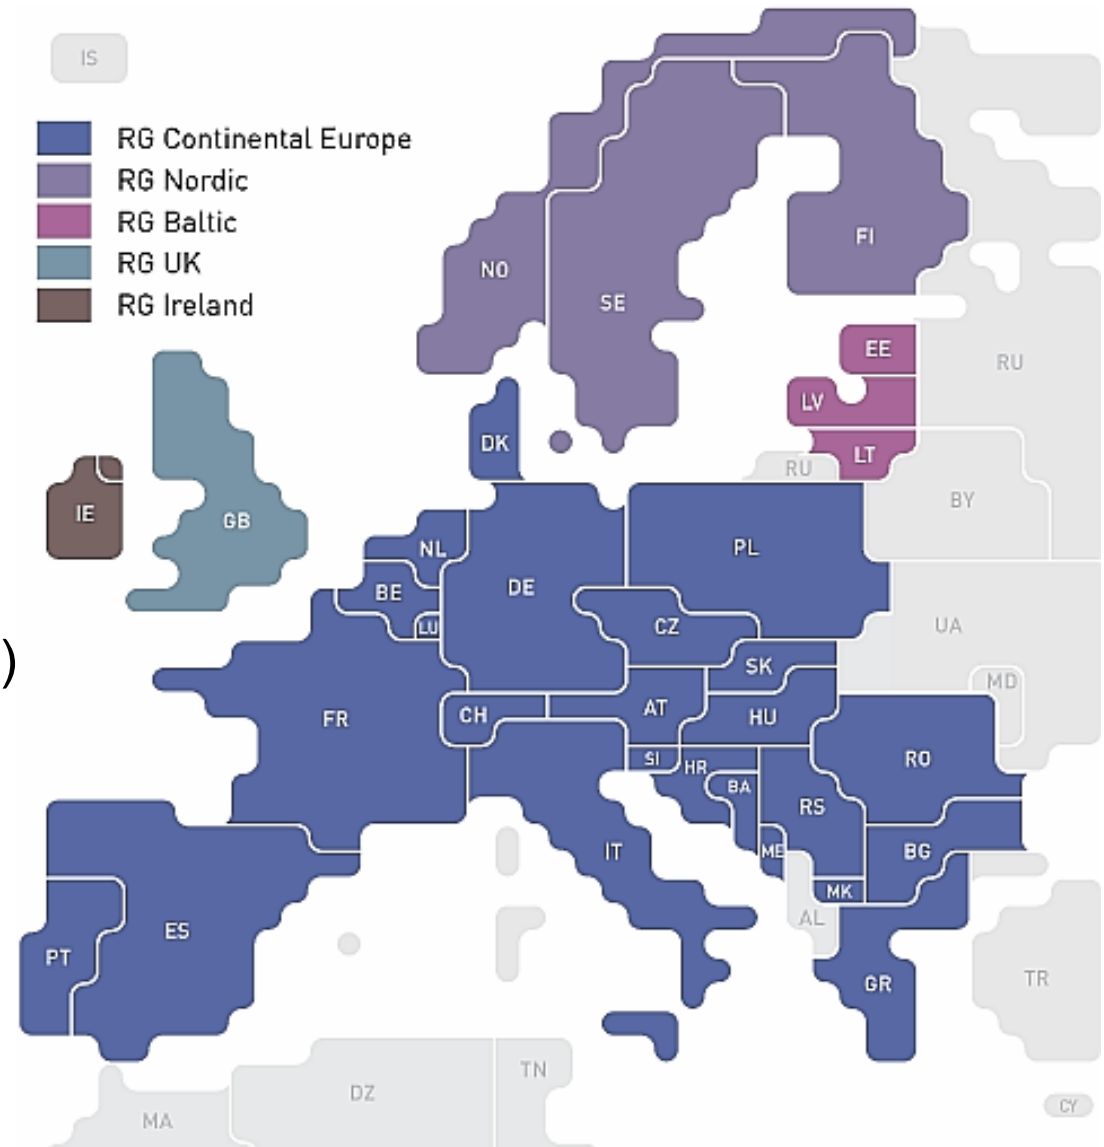 IS
RG Continental Europe
RG Nordic
RG Baltic
RG UK
RG Ireland
FI
NO
SE
EE
RU
LV
DK
LT
RU
BY
IE
GB
NL
PL
DE
BE
CZ
LU
UA
)
SK
MD
FR
CH
AT
HU
SI
HR
RO
BA
RS
IT
ME
BG
MK
AL
ES
PT
GR
TR
TN
DZ
CY
MA